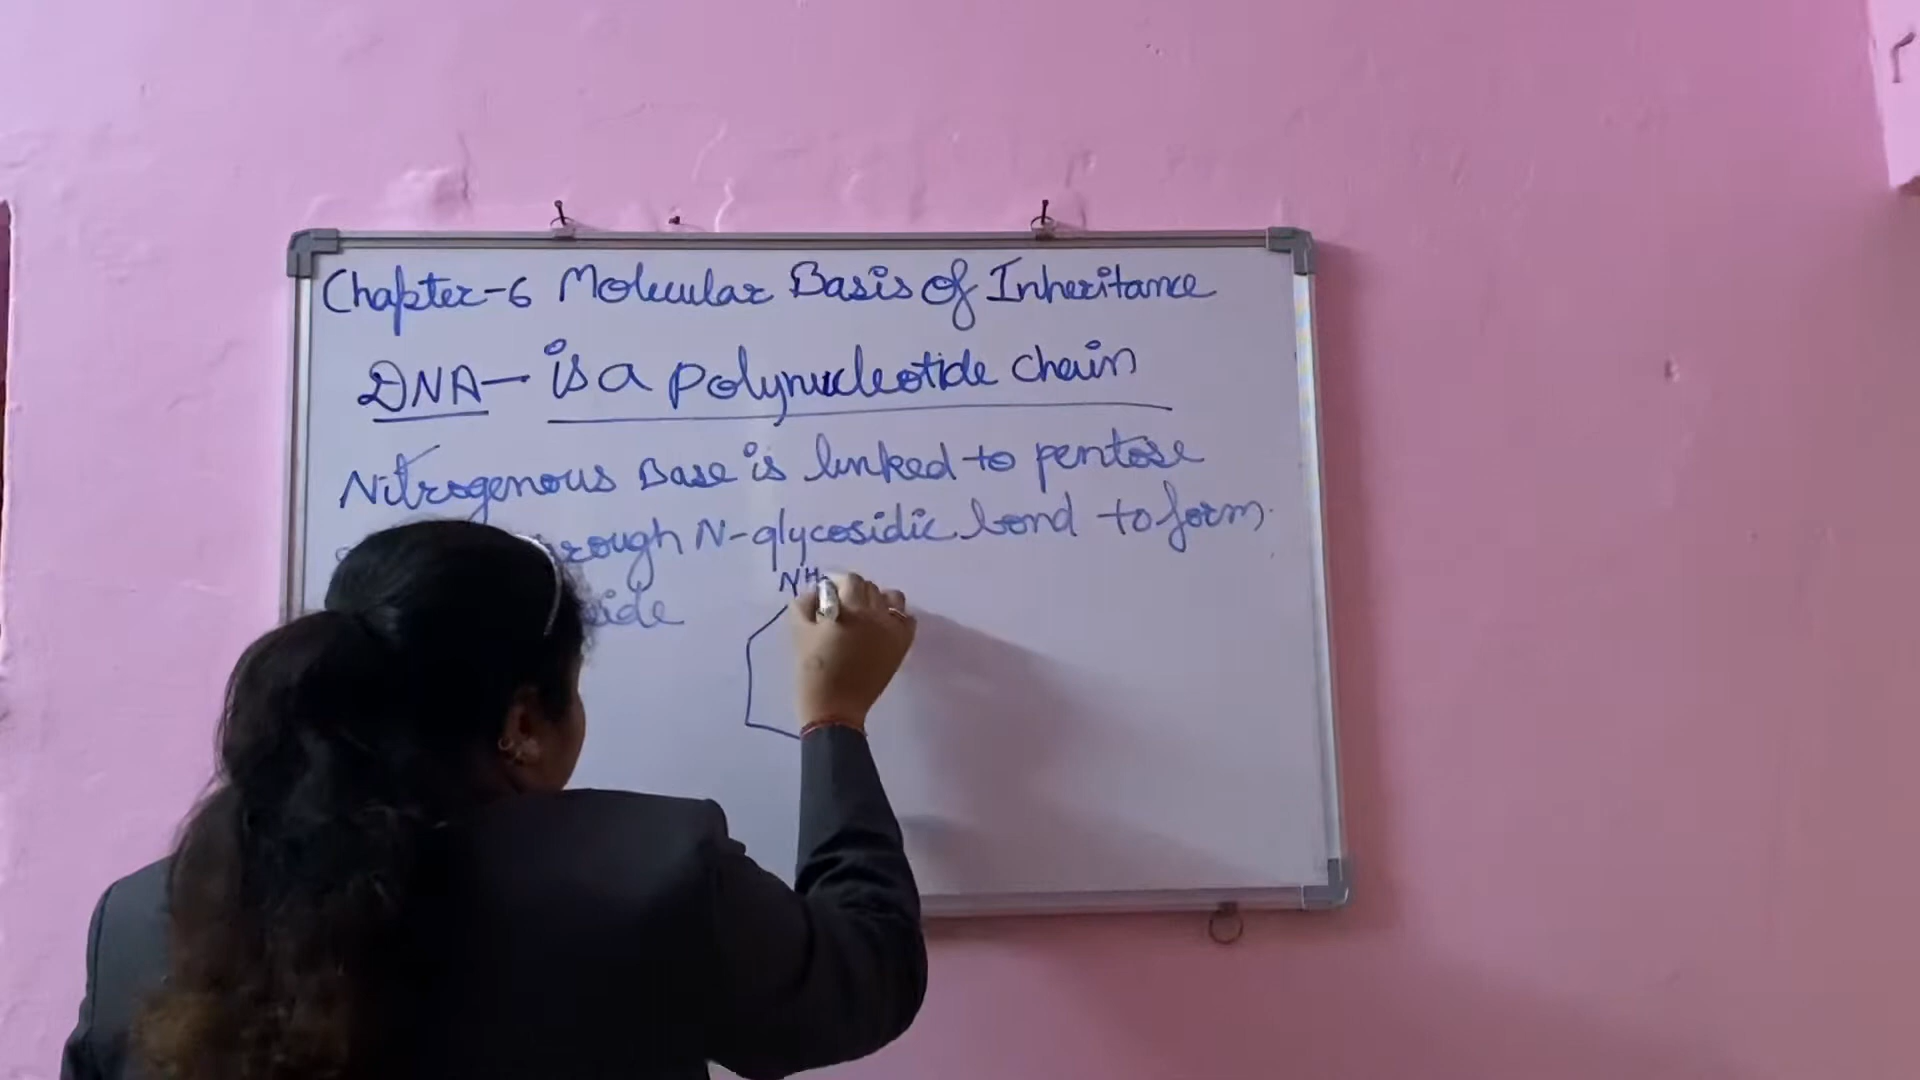 Chapter-6 Molecular Basis of Inheritance
DNA - is a polynucleotide chain
Nitrogenous Base is linked to pentose
N-glycosidic bond to form
NH